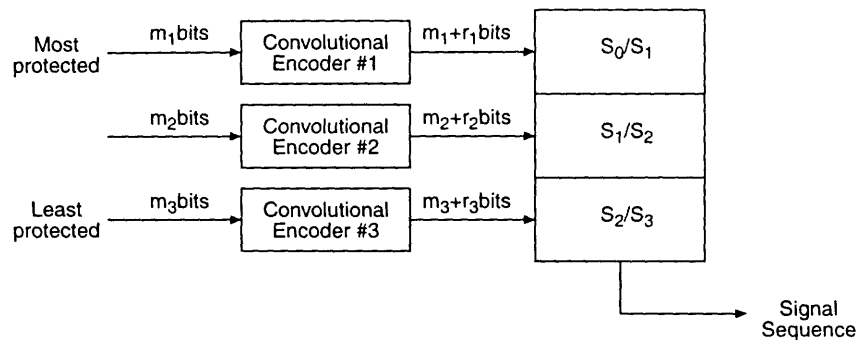 Most
protected
m₁bits
Convolutional
Encoder #1
m₁+r₁bits
S₀/S₁
m₂bits
Convolutional
Encoder #2
m₂+r₂bits
S₁/S₂
Least
protected
m₃bits
Convolutional
Encoder #3
m₃+r₃bits
S₂/S₃
Signal
Sequence